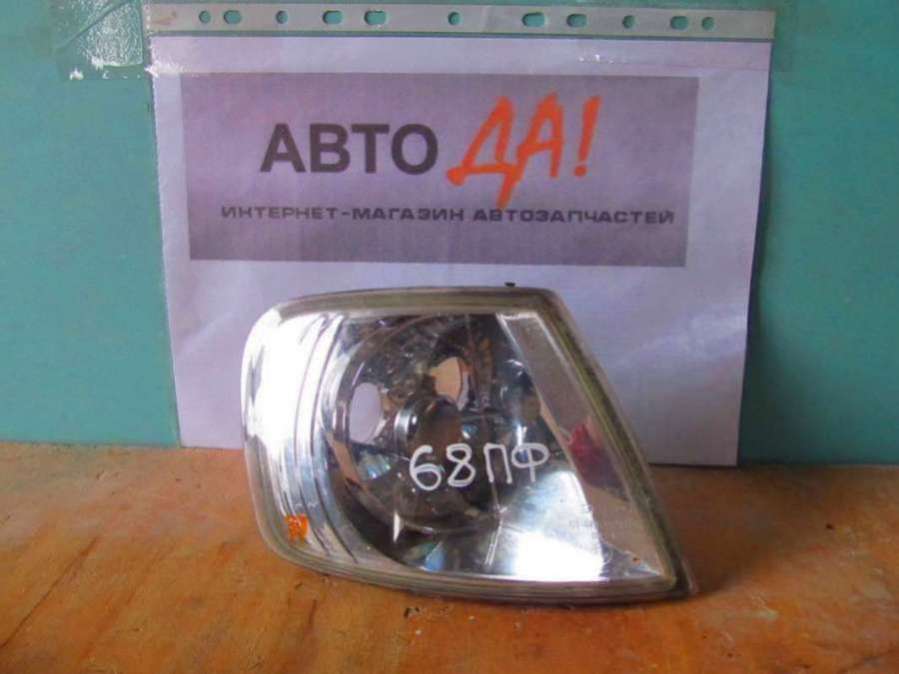 АВТО ДА!
ИНТЕРНЕТ-МАГАЗИН АВТОЗАПЧАСТЕЙ
68ПФ